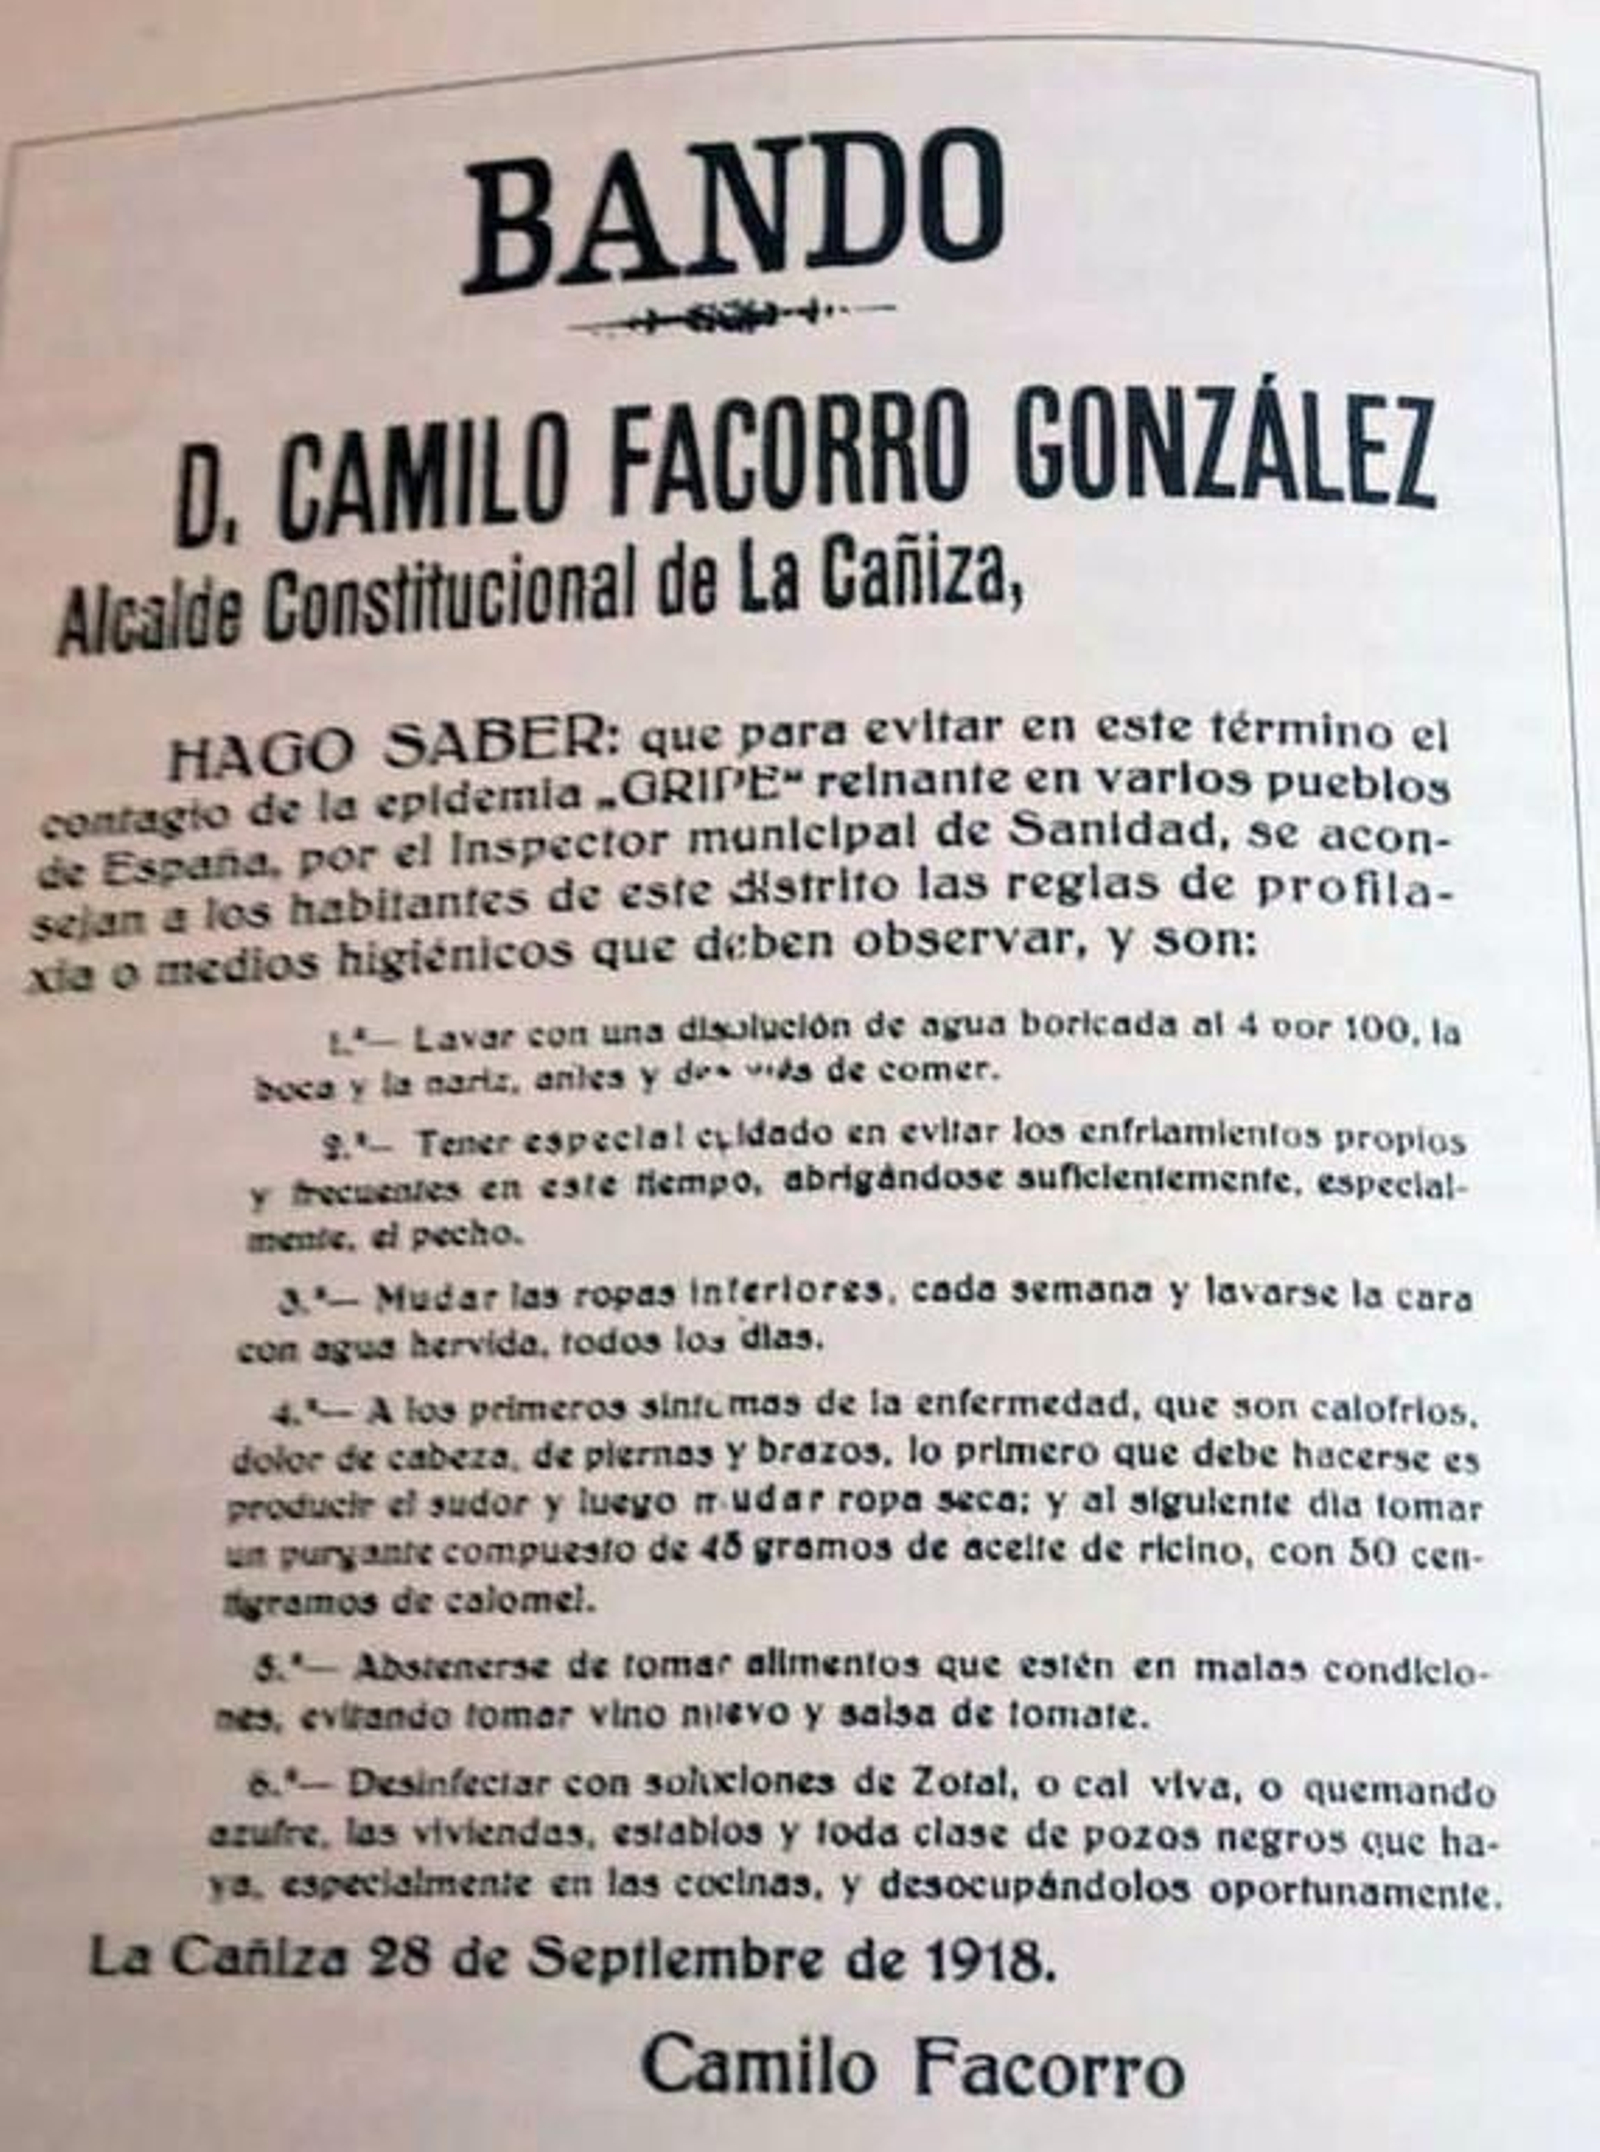 BANDO
D. CAMILO FACORRO GONZÁLEZ
Alcalde Constitucional de La Cañiza,
HAGO SABER: que para evitar en este término el
contagio de la epidemia „GRIPE“ reinante en varios pueblos
de España, por el Inspector municipal de Sanidad, se acon-
sejan a los habitantes de este distrito las reglas de profila-
xia o medios higiénicos que deben observar, y son:
1.ª— Lavar con una disolución de agua boricada al 4 por 100, la
boca y la nariz, antes y después de comer.
2.ª— Tener especial cuidado en evitar los enfriamientos propios
y frecuentes en este tiempo, abrigándose suficientemente, especial-
mente, el pecho.
3.ª— Mudar las ropas interiores, cada semana y lavarse la cara
con agua hervida, todos los dias.
4.ª— A los primeros sintomas de la enfermedad, que son calofrios,
dolor de cabeza, de piernas y brazos, lo primero que debe hacerse es
producir el sudor y luego mudar ropa seca; y al siguiente dia tomar
un purgante compuesto de 45 gramos de aceite de ricino, con 50 cen-
tigramos de calomel.
5.ª— Abstenerse de tomar alimentos que estén en malas condicio-
nes, evitando tomar vino nuevo y salsa de tomate.
6.ª— Desinfectar con soluciones de Zotal, o cal viva, o quemando
azufre, las viviendas, establos y toda clase de pozos negros que ha-
ya, especialmente en las cocinas, y desocupándolos oportunamente.
La Cañiza 28 de Septiembre de 1918.
Camilo Facorro